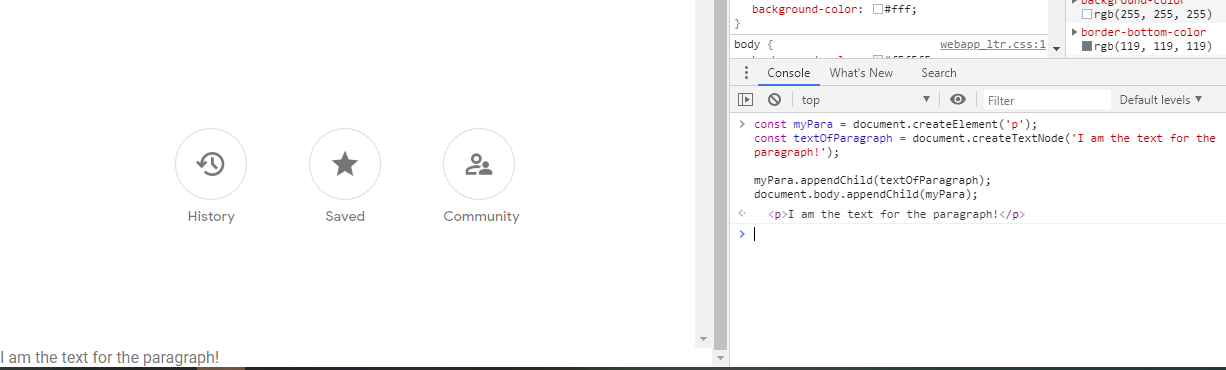 History
Saved
Community
I am the text for the paragraph!
background-color: #fff;
}
body {
webapp_ltr.css:1
background-color
rgb(255, 255, 255)
border-bottom-color
rgb(119, 119, 119)
Console What's New Search
top Filter Default levels
const myPara = document.createElement('p');
const textOfParagraph = document.createTextNode('I am the text for the
paragraph!');
myPara.appendChild(textOfParagraph);
document.body.appendChild(myPara);
<p>I am the text for the paragraph!</p>